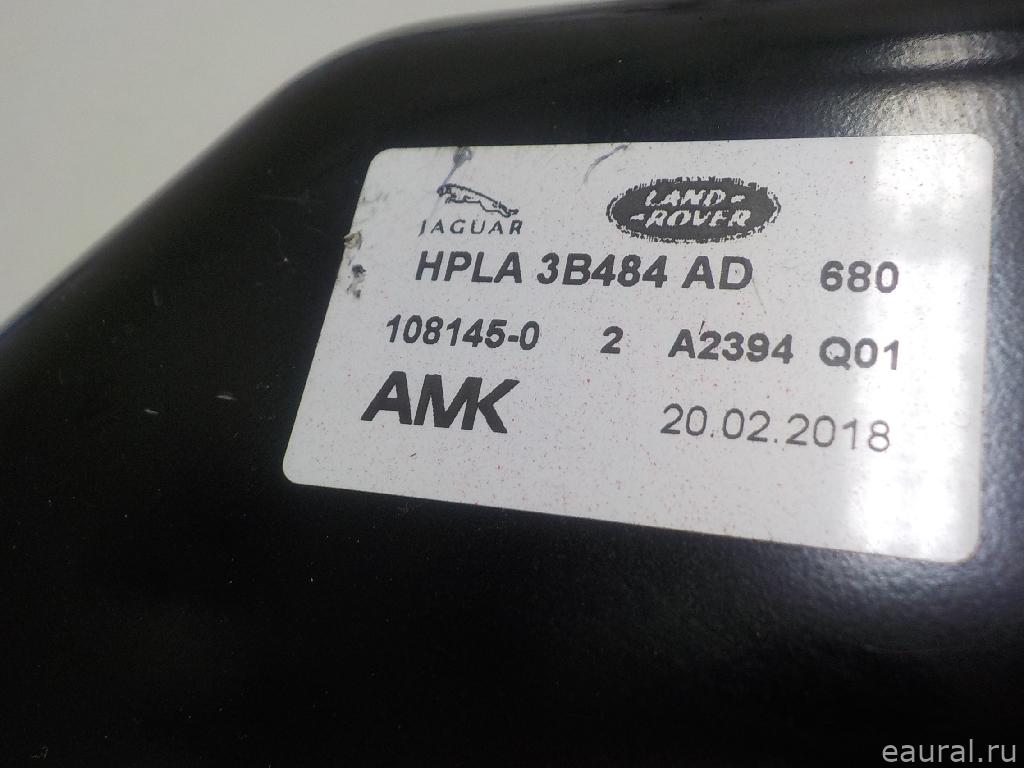 JAGUAR
LAND-
-ROVER
HPLA 3B484 AD 680
108145-0 2 A2394 Q01
AMK 20.02.2018
eaural.ru